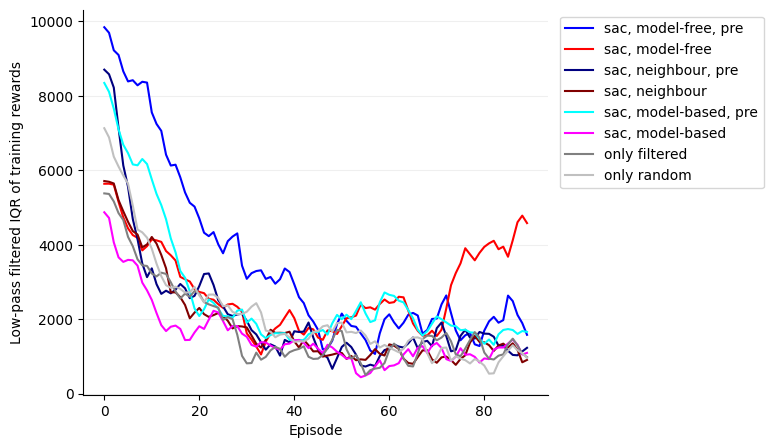 Low-pass filtered IQR of training rewards
10000
8000
6000
4000
2000
0
0 20 40 60 80
Episode
sac, model-free, pre
sac, model-free
sac, neighbour, pre
sac, neighbour
sac, model-based, pre
sac, model-based
only filtered
only random